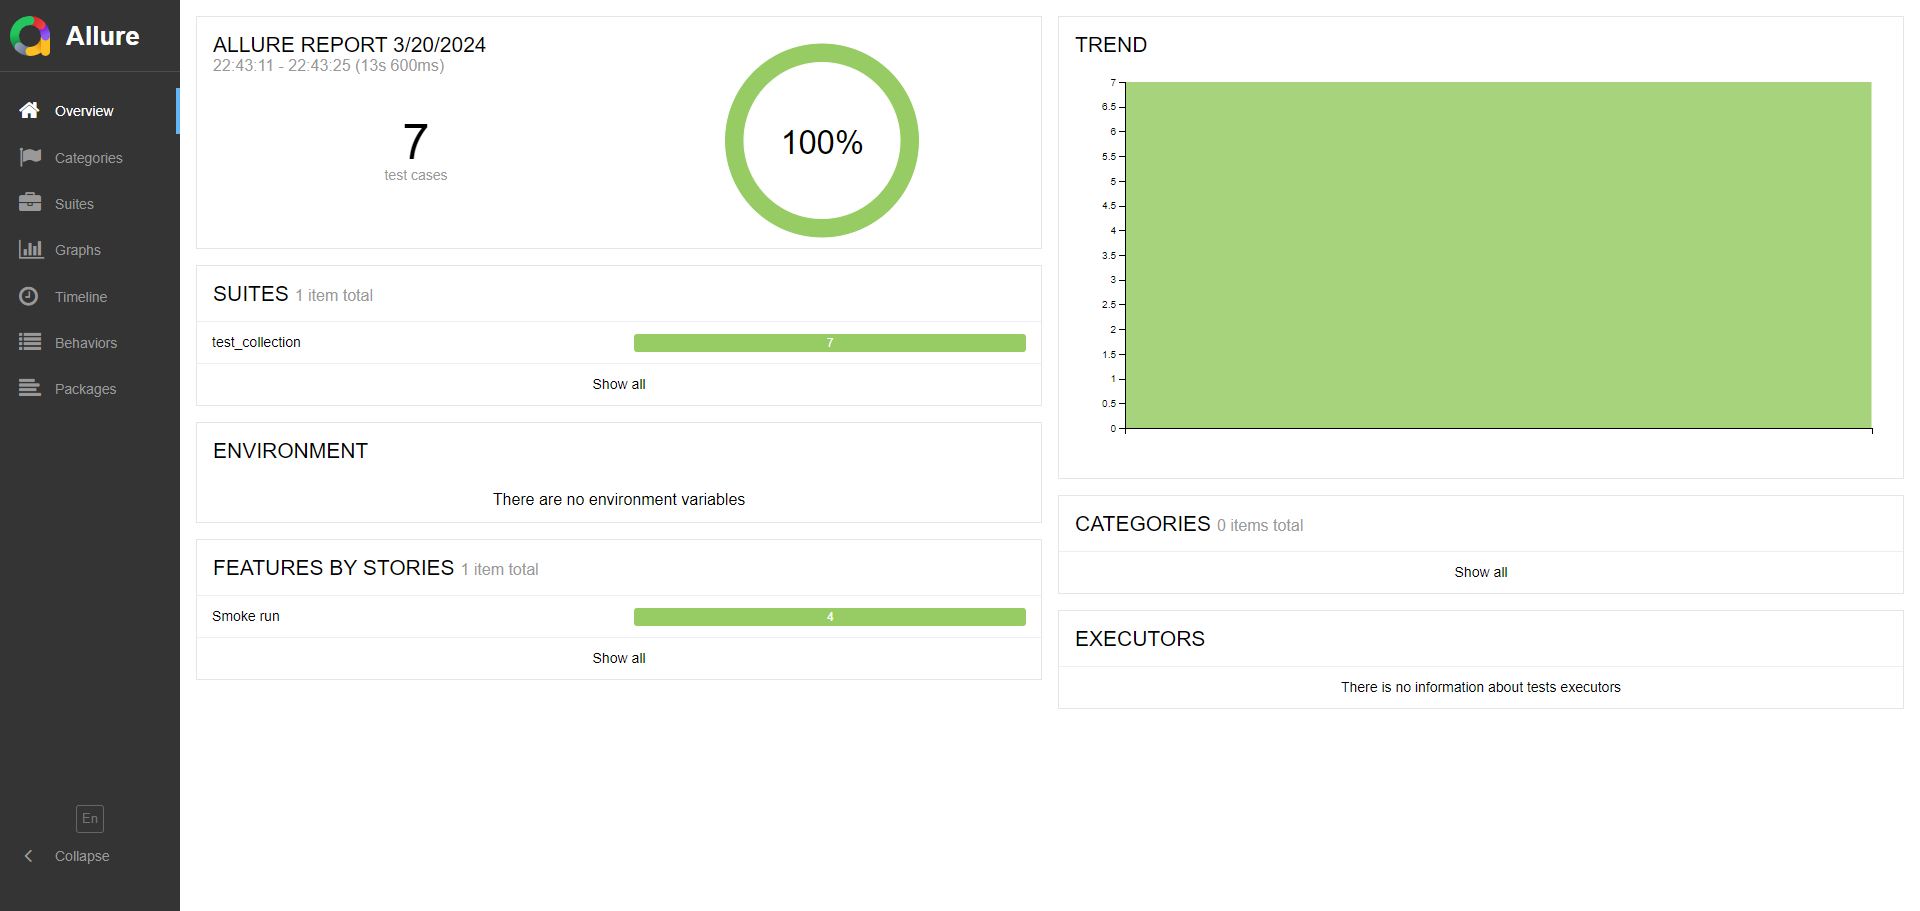 Allure
Overview
Categories
Suites
Graphs
Timeline
Behaviors
Packages
En
Collapse
ALLURE REPORT 3/20/2024
22:43:11 - 22:43:25 (13s 600ms)
7
test cases
100%
SUITES 1 item total
test_collection 7
Show all
ENVIRONMENT
There are no environment variables
FEATURES BY STORIES 1 item total
Smoke run 4
Show all
TREND
7
6.5
6
5.5
5
4.5
4
3.5
3
2.5
2
1.5
1
0.5
0
CATEGORIES 0 items total
Show all
EXECUTORS
There is no information about tests executors